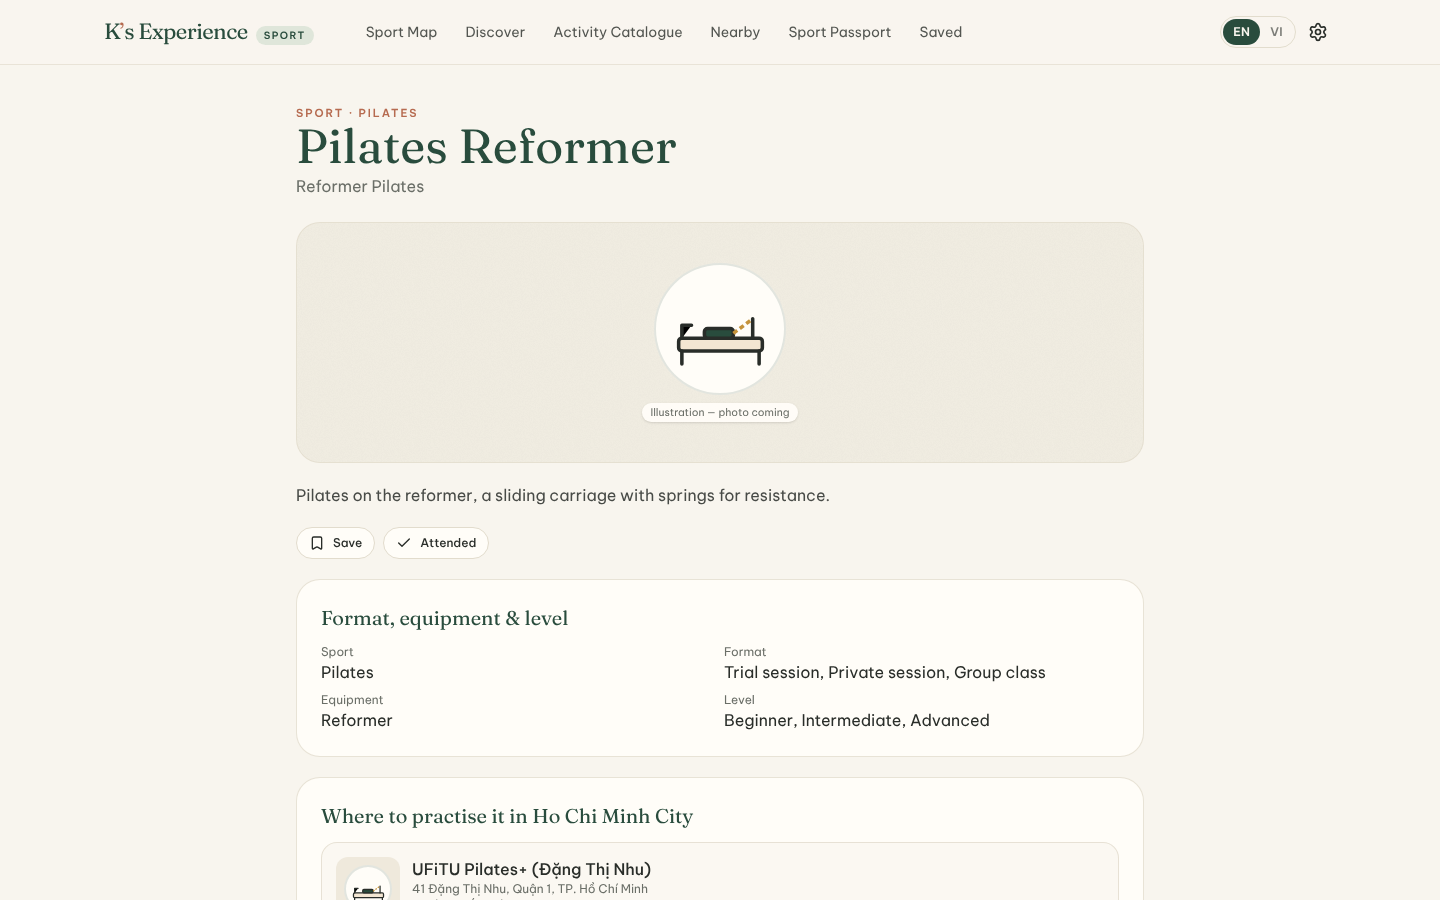 K's Experience SPORT
Sport Map
Discover
Activity Catalogue
Nearby
Sport Passport
Saved
EN
VI
SPORT · PILATES
Pilates Reformer
Reformer Pilates
Illustration — photo coming
Pilates on the reformer, a sliding carriage with springs for resistance.
Save
Attended
Format, equipment & level
Sport
Pilates
Format
Trial session, Private session, Group class
Equipment
Reformer
Level
Beginner, Intermediate, Advanced
Where to practise it in Ho Chi Minh City
UFiTU Pilates+ (Đặng Thị Nhu)
41 Đặng Thị Nhu, Quận 1, TP. Hồ Chí Minh